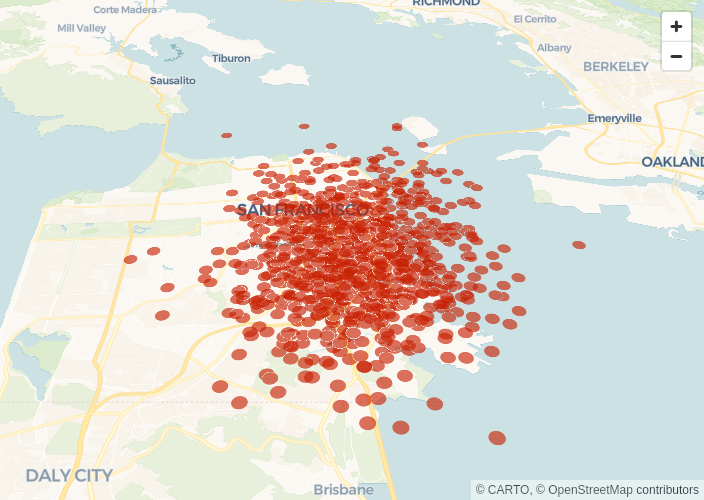 RICHMOND
Corte Madera
El Cerrito
Mill Valley
+
Albany
Tiburon
BERKELEY
−
Sausalito
Emeryville
OAKLAND
SAN FRANCISCO
DALY CITY
Brisbane
© CARTO, © OpenStreetMap contributors